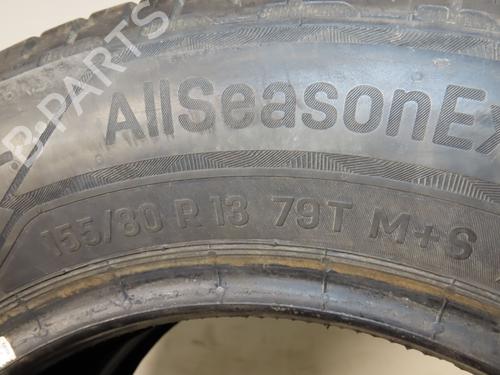 B-PARTS
AllSeasonEx
155/80 R 13 79T M+S